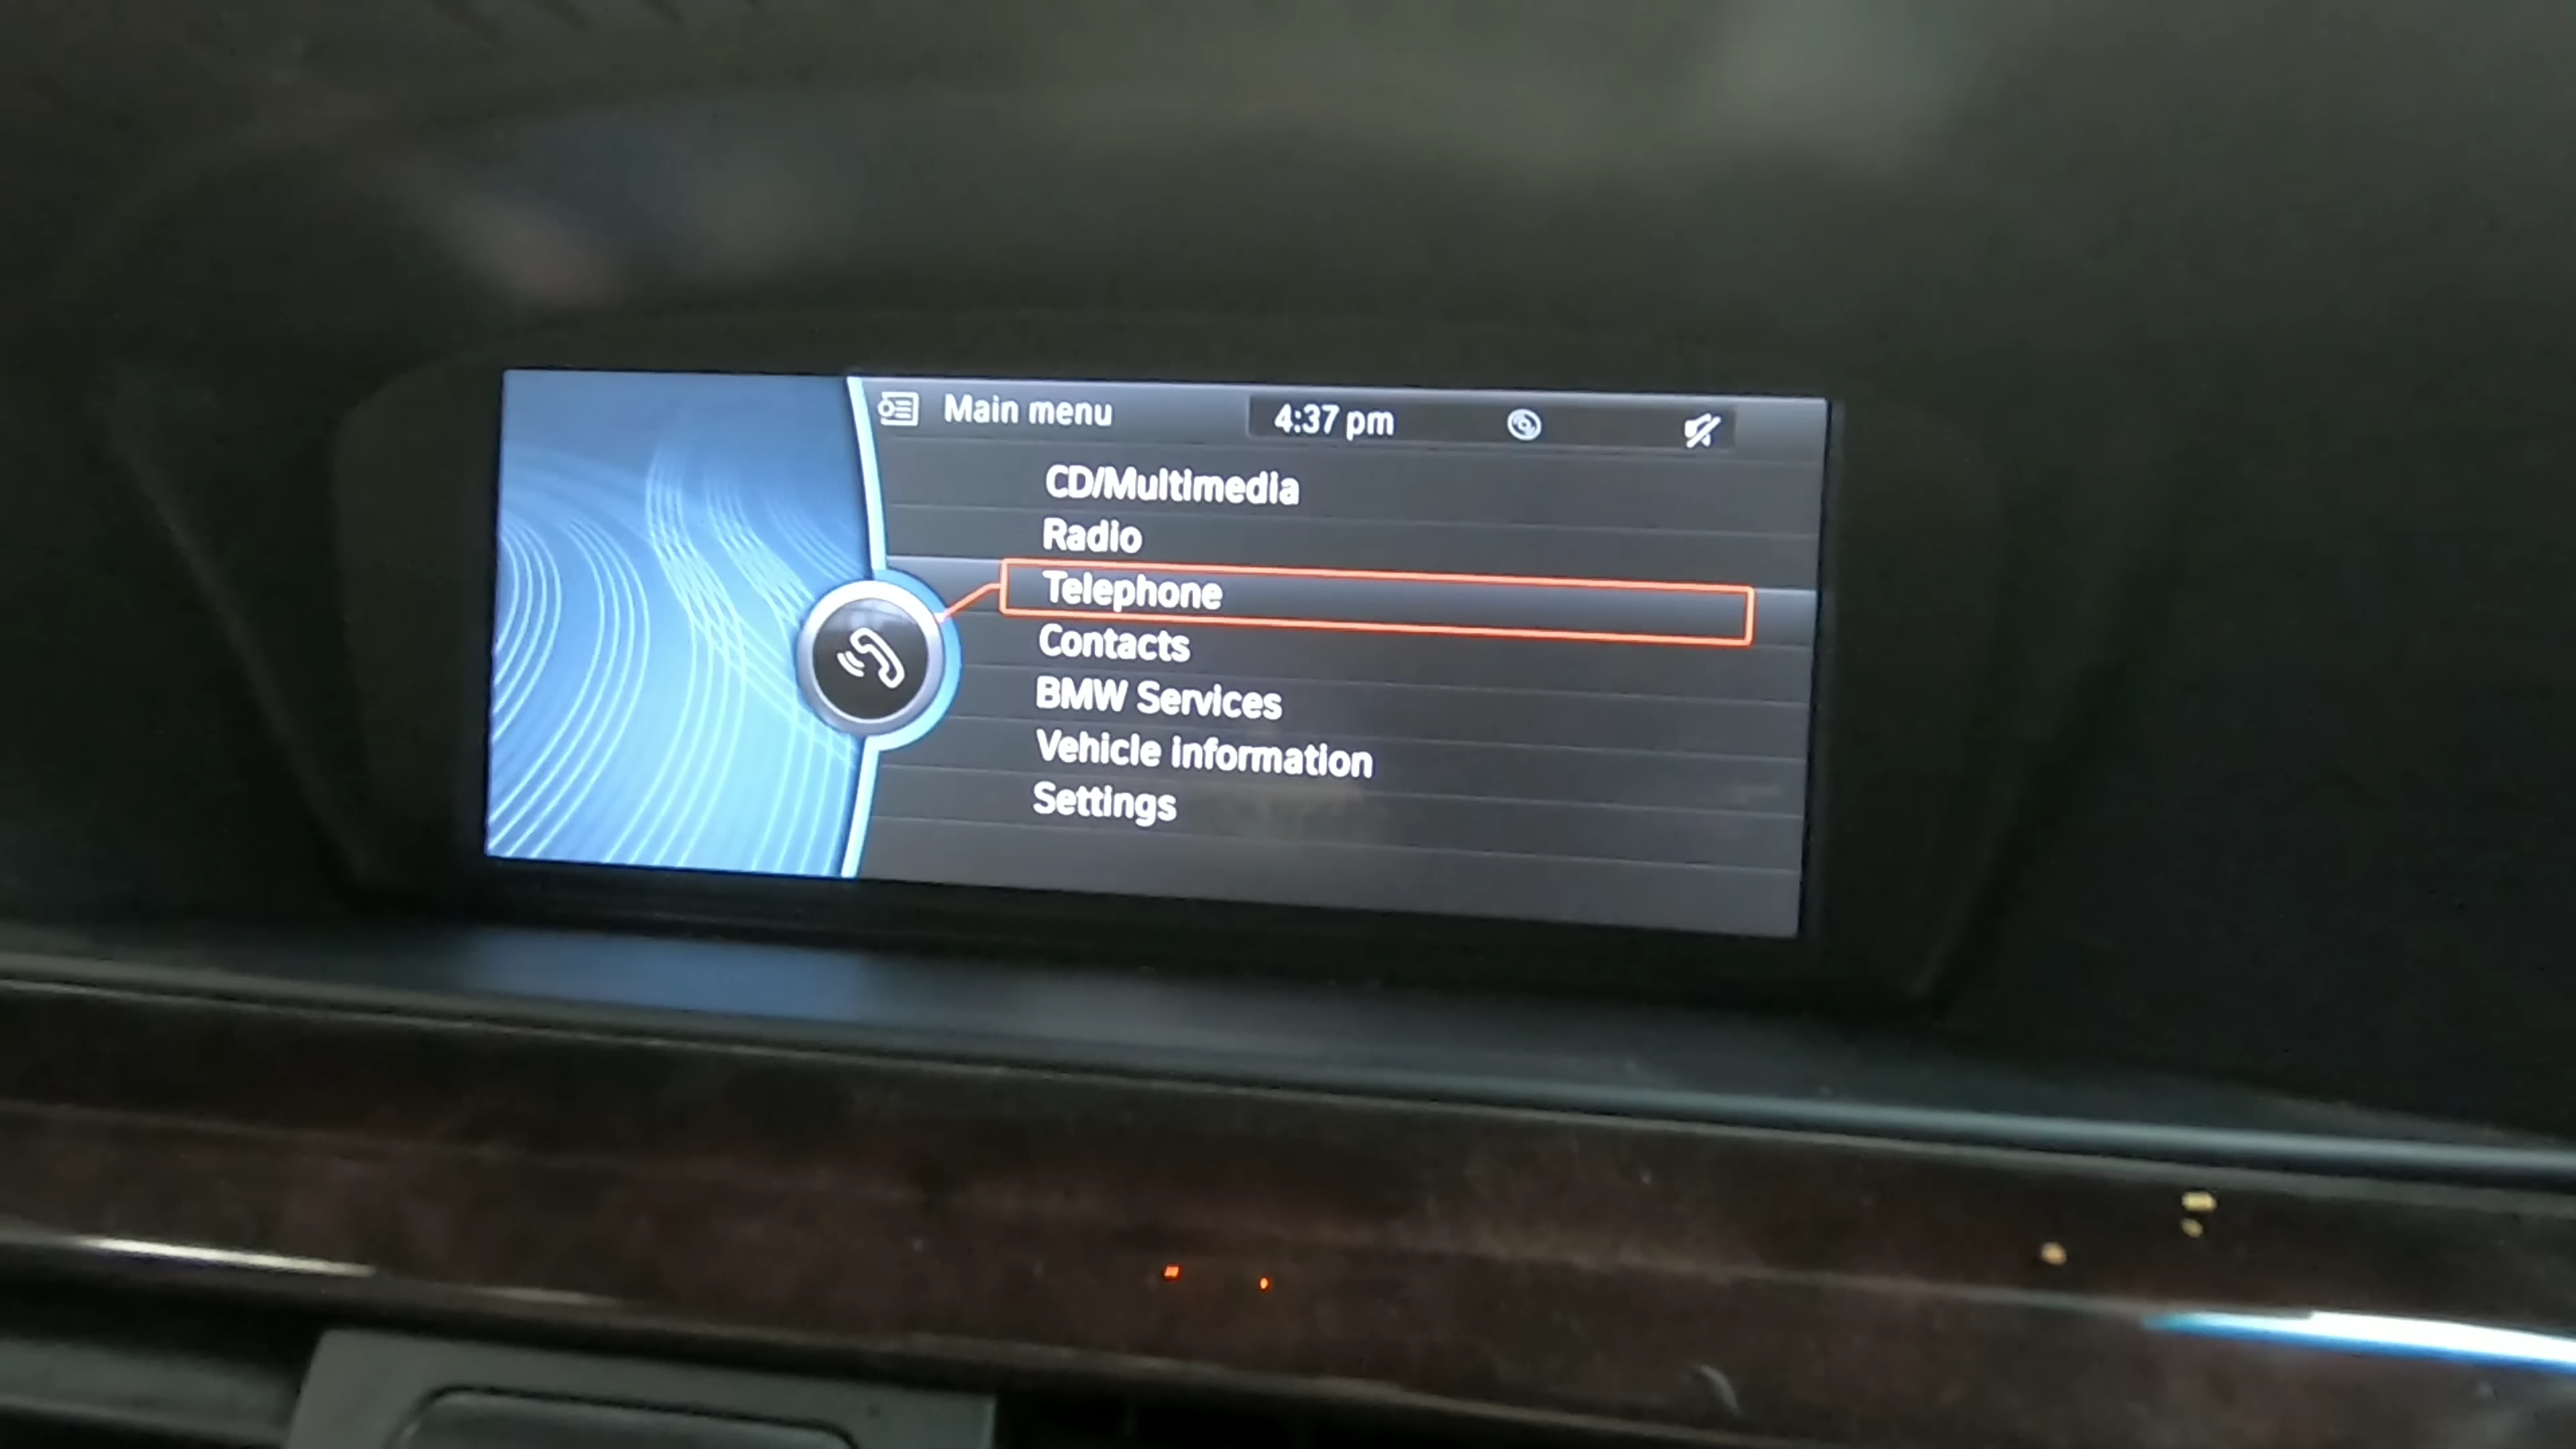 Main menu 4:37 pm
CD/Multimedia
Radio
Telephone
Contacts
BMW Services
Vehicle information
Settings